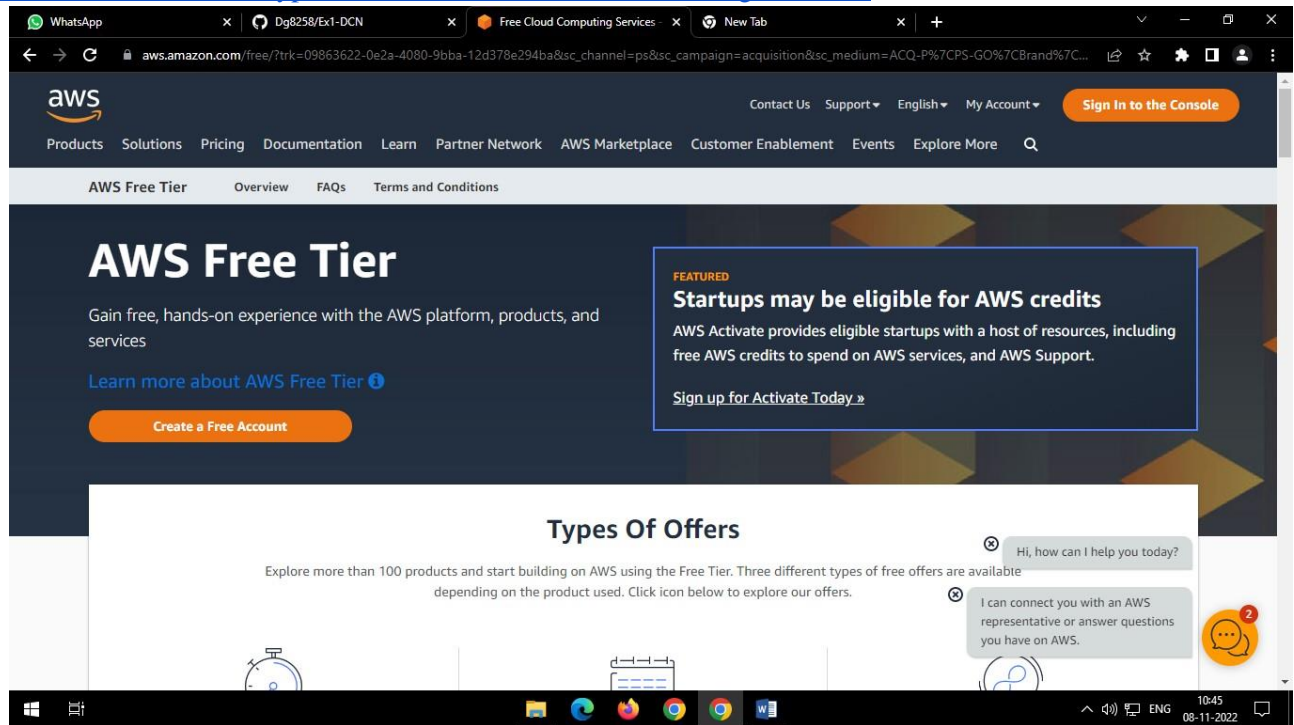 WhatsApp
Dg8258/Ex1-DCN
Free Cloud Computing Services -
New Tab
aws.amazon.com/free/?trk=09863622-0e2a-4080-9bba-12d378e294ba&sc_channel=ps&sc_campaign=acquisition&sc_medium=ACQ-P%7CPS-GO%7CBrand%7C...
aws
Contact Us Support English My Account Sign In to the Console
Products Solutions Pricing Documentation Learn Partner Network AWS Marketplace Customer Enablement Events Explore More
AWS Free Tier Overview FAQs Terms and Conditions
AWS Free Tier
Gain free, hands-on experience with the AWS platform, products, and
services
Learn more about AWS Free Tier
Create a Free Account
FEATURED
Startups may be eligible for AWS credits
AWS Activate provides eligible startups with a host of resources, including
free AWS credits to spend on AWS services, and AWS Support.
Sign up for Activate Today »
Types Of Offers
Explore more than 100 products and start building on AWS using the Free Tier. Three different types of free offers are available
depending on the product used. Click icon below to explore our offers.
Hi, how can I help you today?
I can connect you with an AWS
representative or answer questions
you have on AWS.
2
ENG
10:45
08-11-2022